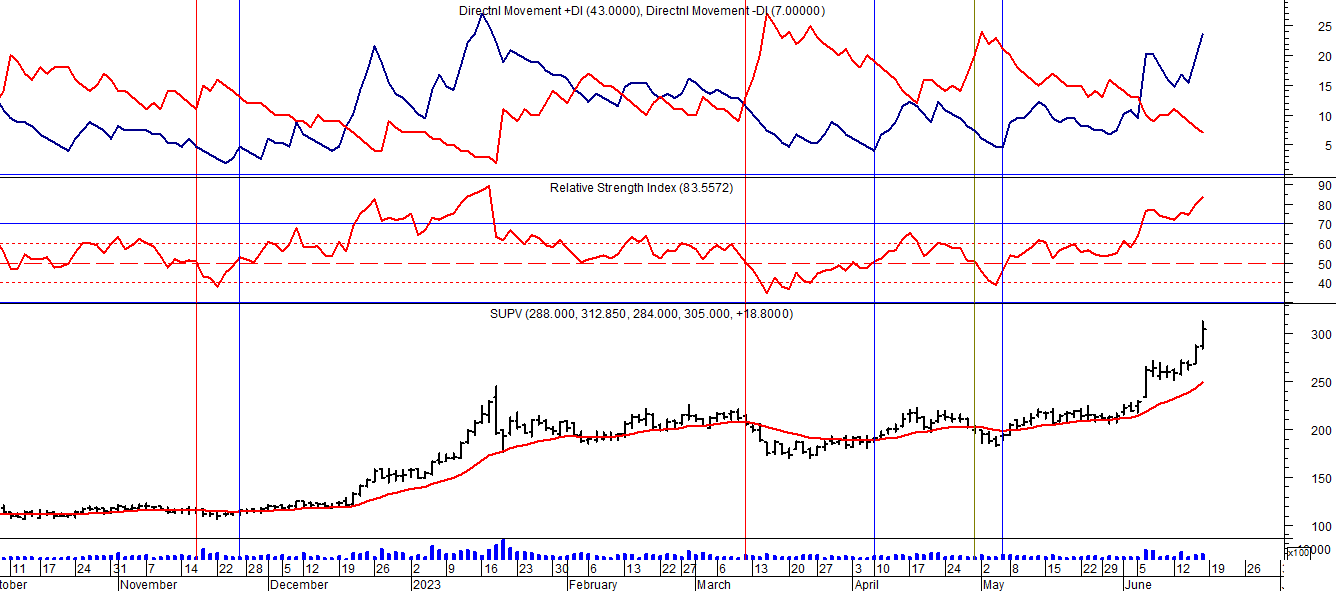 Directnl Movement +DI (43.0000), Directnl Movement -DI (7.00000)
25
20
15
10
5
Relative Strength Index (83.5572)
90
80
70
60
50
40
SUPV (288.000, 312.850, 284.000, 305.000, +18.8000)
300
250
200
150
100
10000
x100
11 17 24 31 7 14 22 28 5 12 19 26 2 9 16 23 30 6 13 22 27 6 13 20 27 3 10 17 24 2 8 15 22 29 5 12 19 26
tober November December 2023 February March April May June